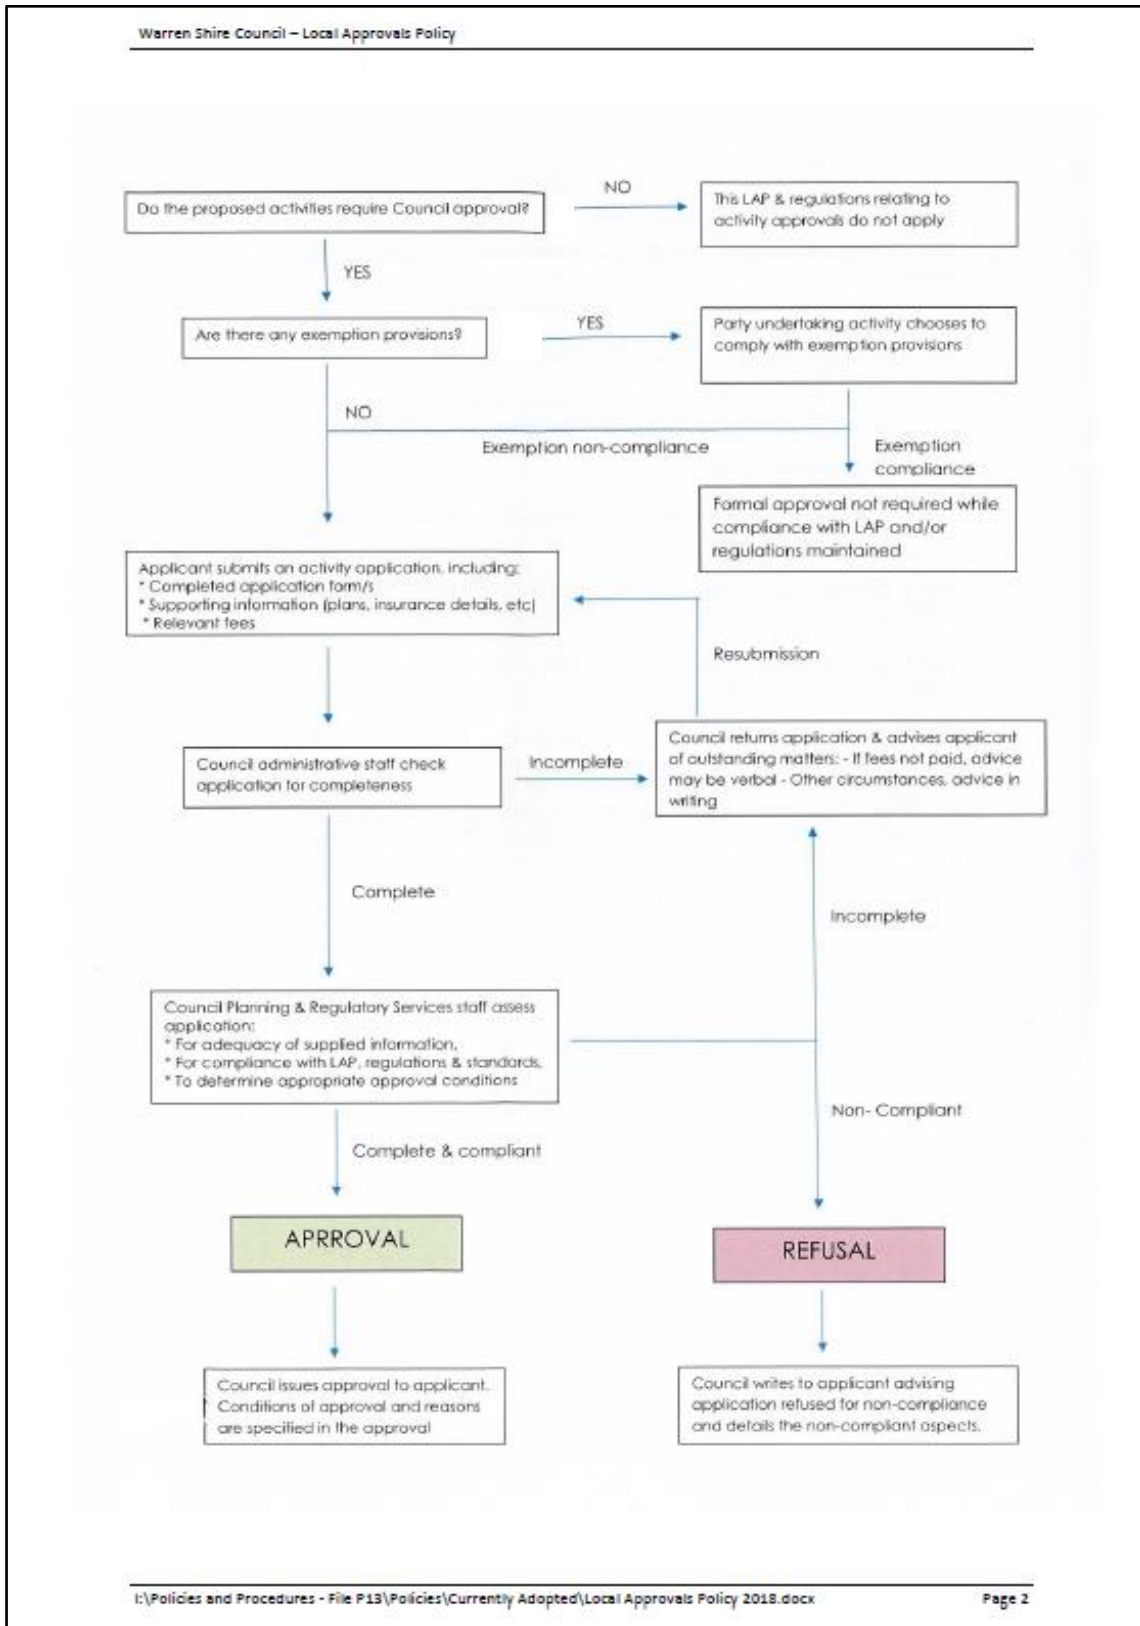 Warren Shire Council – Local Approvals Policy
Do the proposed activities require Council approval?
NO
This LAP & regulations relating to
activity approvals do not apply
YES
Are there any exemption provisions?
YES
Party undertaking activity chooses to
comply with exemption provisions
NO
Exemption non-compliance
Exemption
compliance
Formal approval not required while
compliance with LAP and/or
regulations maintained
Applicant submits an activity application, including:
* Completed application form/s
* Supporting information (plans, insurance details, etc)
* Relevant fees
Resubmission
Council administrative staff check
application for completeness
Incomplete
Council returns application & advises applicant
of outstanding matters: - If fees not paid, advice
may be verbal - Other circumstances, advice in
writing
Complete
Incomplete
Council Planning & Regulatory Services staff assess
application:
* For adequacy of supplied information,
* For compliance with LAP, regulations & standards,
* To determine appropriate approval conditions
Non- Compliant
Complete & compliant
APRROVAL
REFUSAL
Council issues approval to applicant.
Conditions of approval and reasons
are specified in the approval
Council writes to applicant advising
application refused for non-compliance
and details the non-compliant aspects.
I:\Policies and Procedures - File P13\Policies\Currently Adopted\Local Approvals Policy 2018.docx
Page 2